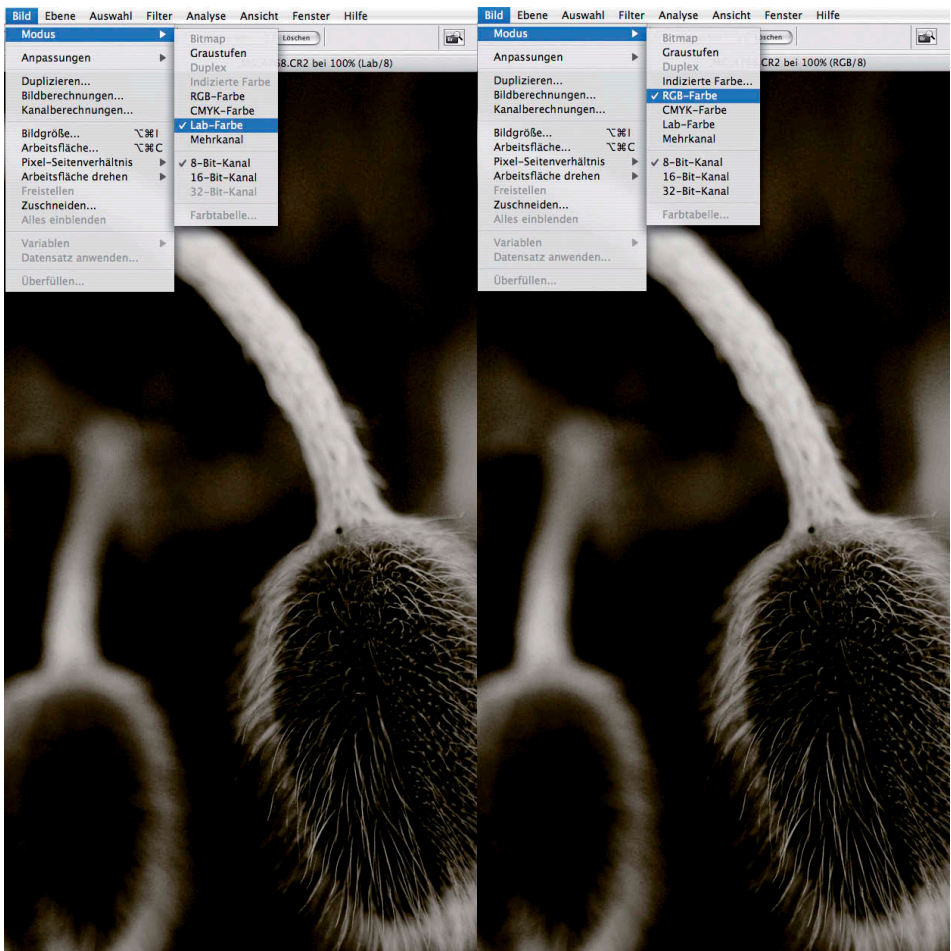 Bild Ebene Auswahl Filter Analyse Ansicht Fenster Hilfe
Modus
Anpassungen
Duplizieren...
Bildberechnungen...
Kanalberechnungen...
Bildgröße... ⌥⌘I
Arbeitsfläche... ⌥⌘C
Pixel-Seitenverhältnis
Arbeitsfläche drehen
Freistellen
Zuschneiden...
Alles einblenden
Variablen
Datensatz anwenden...
Überfüllen...
Bitmap
Graustufen
Duplex
Indizierte Farbe
RGB-Farbe
CMYK-Farbe
✓ Lab-Farbe
Mehrkanal
✓ 8-Bit-Kanal
16-Bit-Kanal
32-Bit-Kanal
Farbtabelle...
Löschen
.CR2 bei 100% (Lab/8)
Bild Ebene Auswahl Filter Analyse Ansicht Fenster Hilfe
Modus
Anpassungen
Duplizieren...
Bildberechnungen...
Kanalberechnungen...
Bildgröße... ⌥⌘I
Arbeitsfläche... ⌥⌘C
Pixel-Seitenverhältnis
Arbeitsfläche drehen
Freistellen
Zuschneiden...
Alles einblenden
Variablen
Datensatz anwenden...
Überfüllen...
Bitmap
Graustufen
Duplex
Indizierte Farbe...
✓ RGB-Farbe
CMYK-Farbe
Lab-Farbe
Mehrkanal
✓ 8-Bit-Kanal
16-Bit-Kanal
32-Bit-Kanal
Farbtabelle...
.CR2 bei 100% (RGB/8)